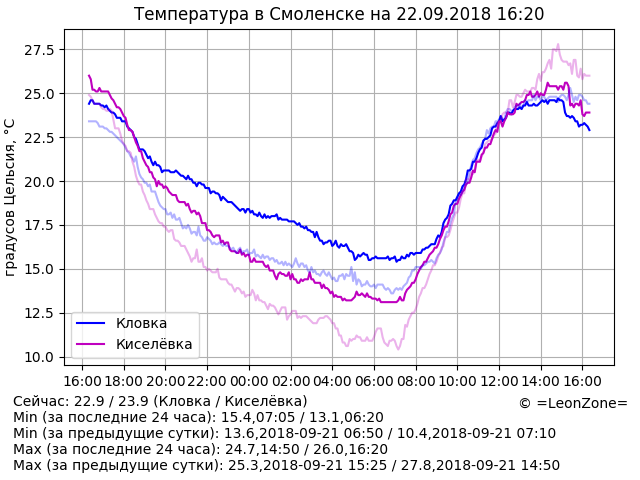 Температура в Смоленске на 22.09.2018 16:20
градусов Цельсия, °C
27.5
25.0
22.5
20.0
17.5
15.0
12.5
10.0
Кловка
Киселёвка
16:00 18:00 20:00 22:00 00:00 02:00 04:00 06:00 08:00 10:00 12:00 14:00 16:00
Сейчас: 22.9 / 23.9 (Кловка / Киселёвка)
© =LeonZone=
Min (за последние 24 часа): 15.4,07:05 / 13.1,06:20
Min (за предыдущие сутки): 13.6,2018-09-21 06:50 / 10.4,2018-09-21 07:10
Max (за последние 24 часа): 24.7,14:50 / 26.0,16:20
Max (за предыдущие сутки): 25.3,2018-09-21 15:25 / 27.8,2018-09-21 14:50